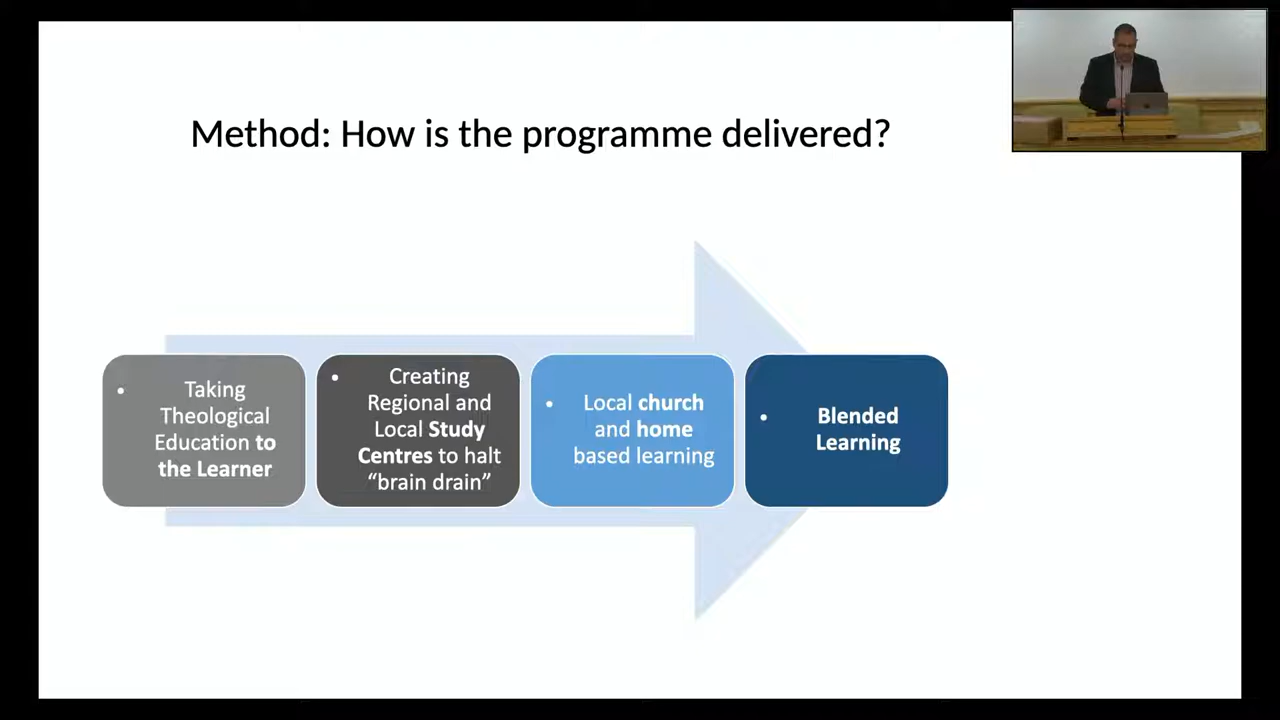 Method: How is the programme delivered?
• Taking
Theological
Education to
the Learner
• Creating
Regional and
Local Study
Centres to halt
“brain drain”
• Local church
and home
based learning
• Blended
Learning